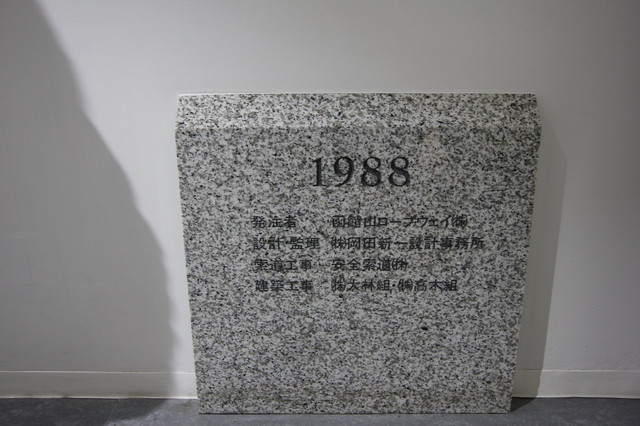 1988
発注者 函館山ロープウェイ㈱
設計・監理 ㈱岡田新一設計事務所
索道工事 安全索道㈱
建築工事 ㈱大林組・㈱高木組